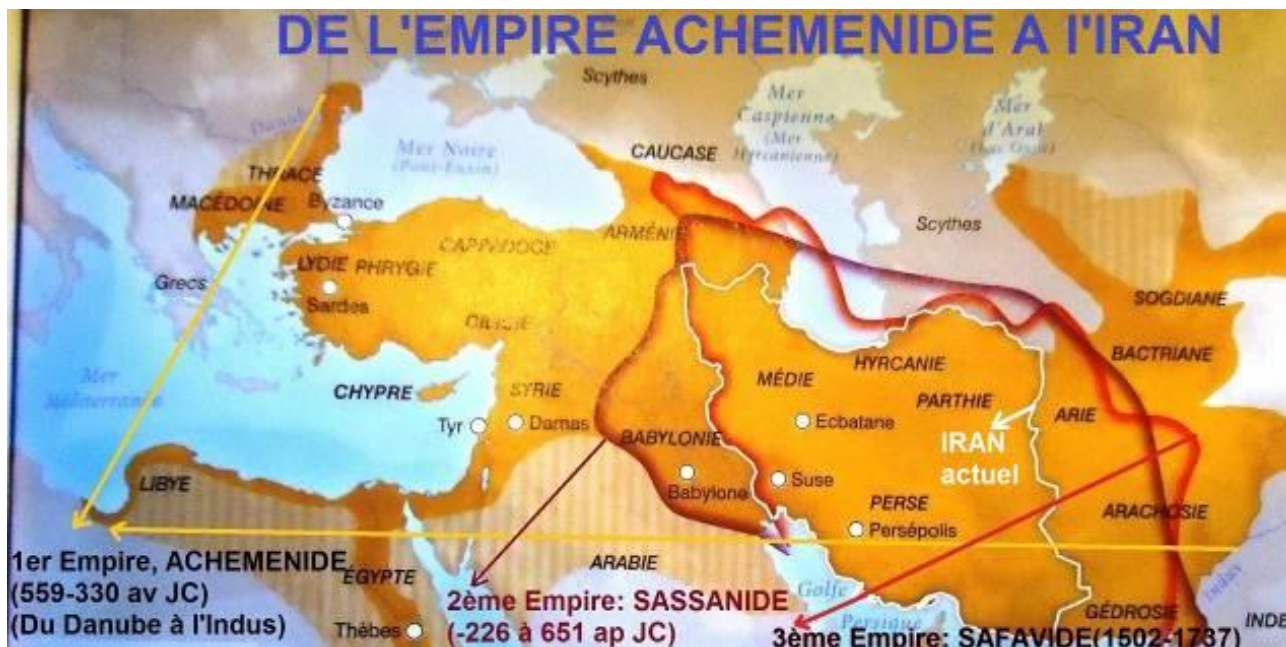 DE L'EMPIRE ACHEMENIDE A l'IRAN
Scythes
Danube
Mer Noire
(Pont-Euxin)
Mer
Caspienne
(Mer
Hyrcanienne)
Mer
d'Aral
CAUCASE
THRACE
MACÉDOINE
Byzance
Scythes
CAPPADOCE
ARMÉNIE
LYDIE
PHRYGIE
Grecs
Sardes
SOGDIANE
CILICIE
BACTRIANE
HYRCANIE
MÉDIE
Mer
Méditerranée
CHYPRE
SYRIE
PARTHIE
ARIE
Tyr
Damas
Ecbatane
BABYLONIE
IRAN
actuel
LIBYE
Babylone
Suse
PERSE
ARACHOSIE
Persépolis
1er Empire, ACHEMENIDE
(559-330 av JC)
(Du Danube à l'Indus)
ÉGYPTE
ARABIE
Thèbes
2ème Empire: SASSANIDE
(-226 à 651 ap JC)
Golfe
Persique
GÉDROSIE
Indus
INDE
3ème Empire: SAFAVIDE(1502-1737)